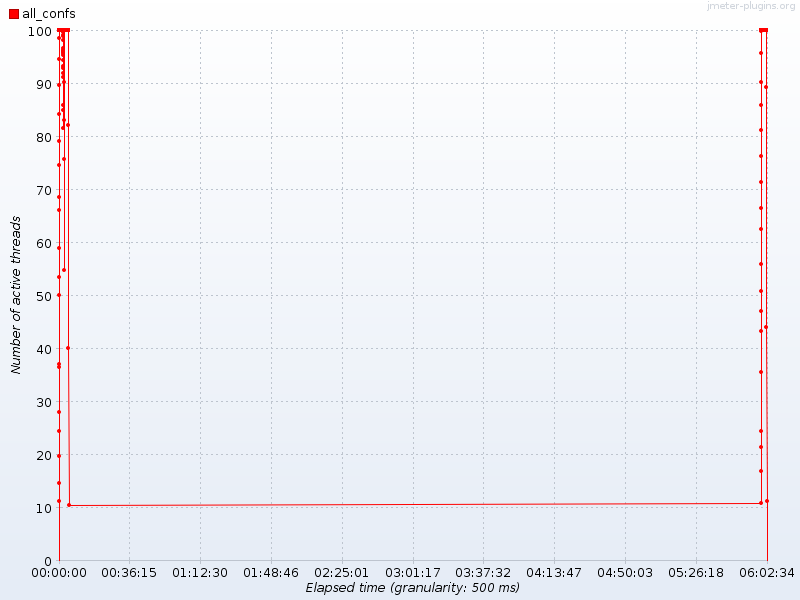 jmeter-plugins.org
all_confs
100
90
80
70
60
50
40
30
20
10
0
Number of active threads
00:00:00 00:36:15 01:12:30 01:48:46 02:25:01 03:01:17 03:37:32 04:13:47 04:50:03 05:26:18 06:02:34
Elapsed time (granularity: 500 ms)